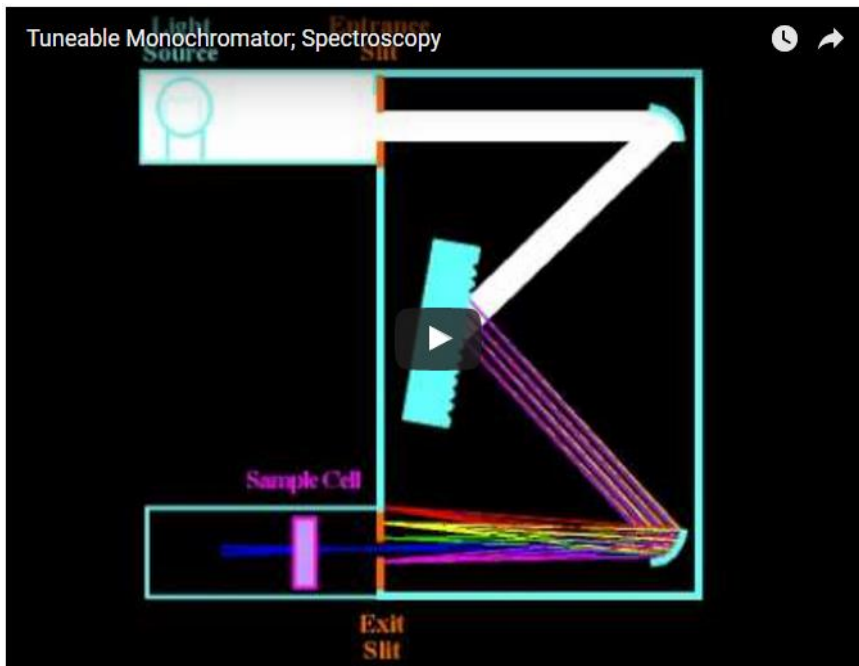 Tuneable Monochromator; Spectroscopy
Light
Source
Entrance
Slit
Sample Cell
Exit
Slit